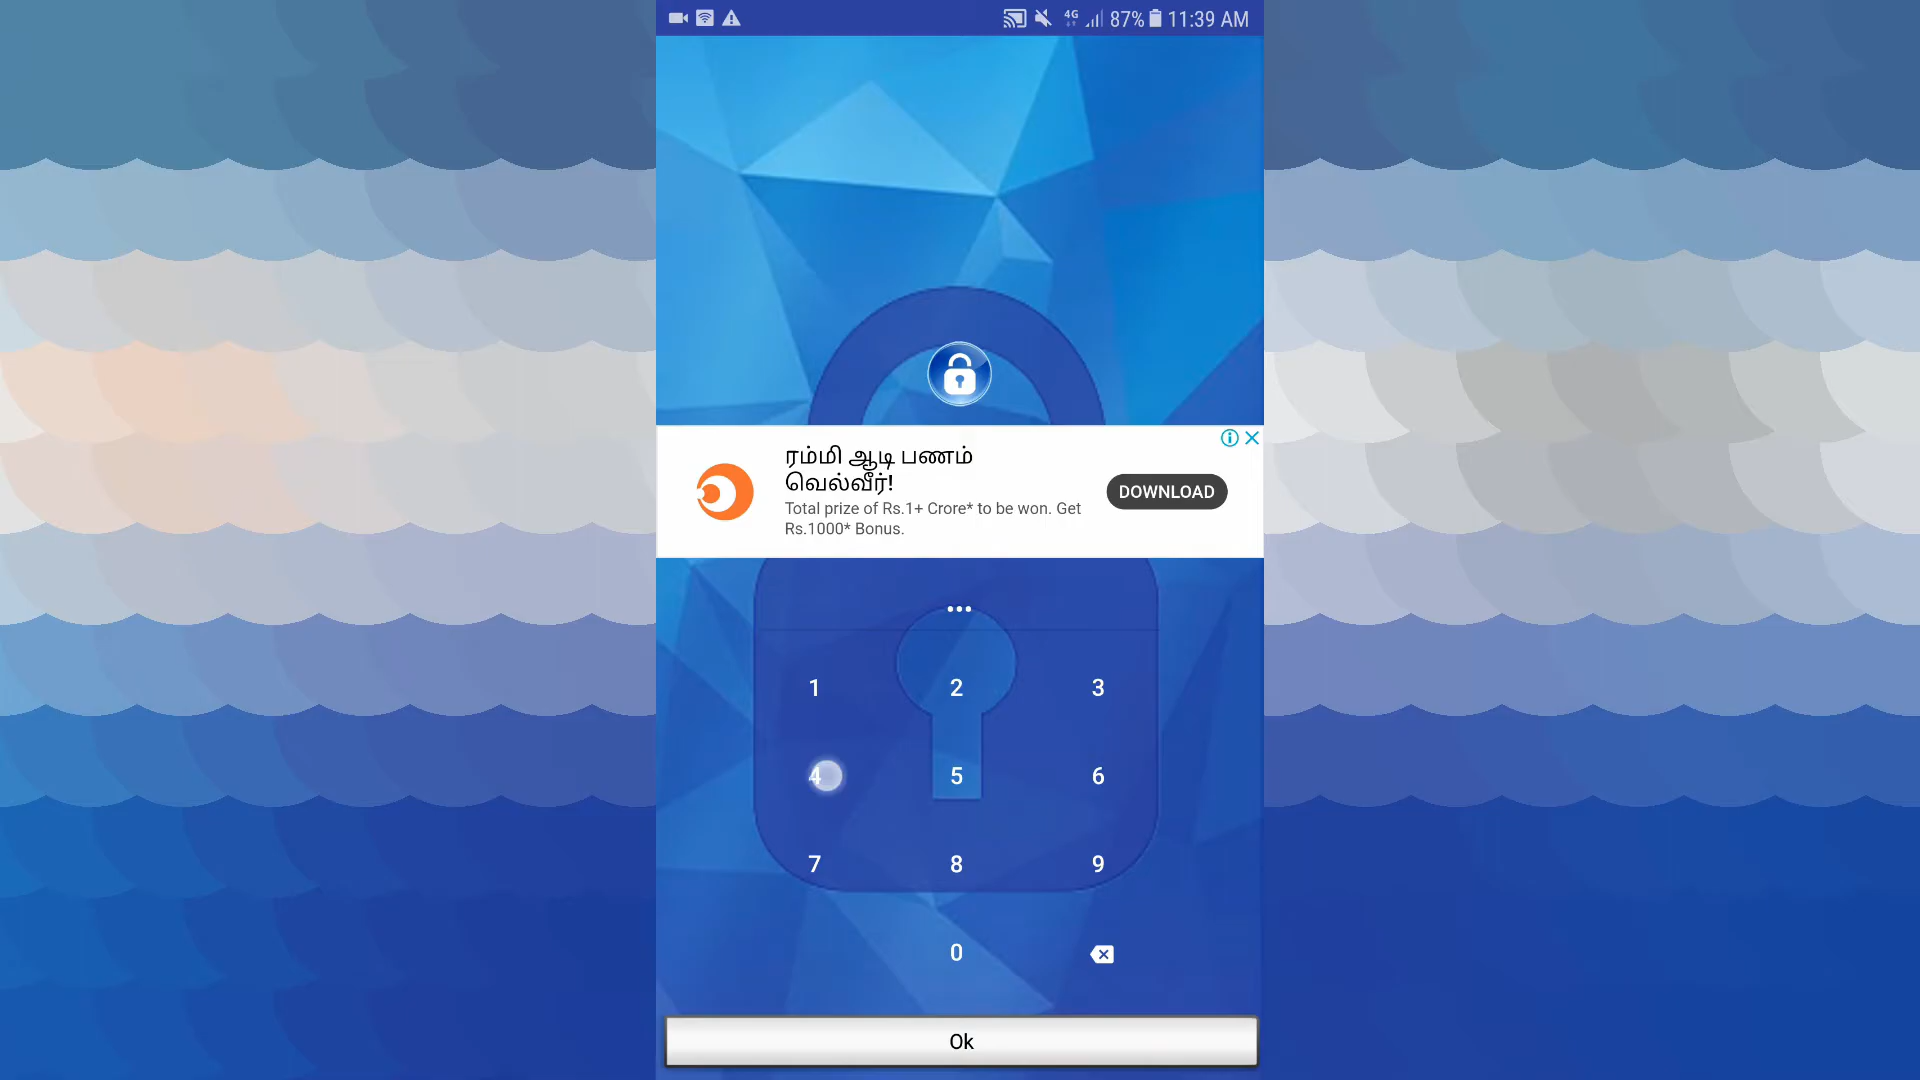 4G 87% 11:39 AM
ரம்மி ஆடி பணம்
வெல்வீர்!
Total prize of Rs.1+ Crore* to be won. Get
Rs.1000* Bonus.
DOWNLOAD
1 2 3
4 5 6
7 8 9
0
Ok